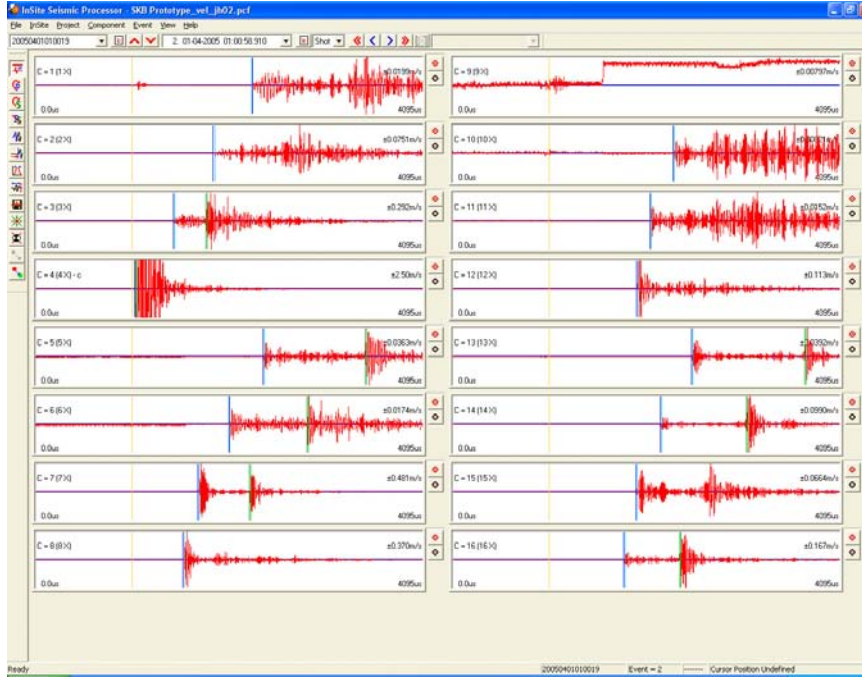 InSite Seismic Processor - SKB Prototype_vel_jh02.pcf
File InSite Project Component Event View Help
20050401010019 2. 01-04-2005 01:00:58.910 Shot
C = 1 (1X) ±0.0199m/s
0.0us 4095us
C = 9 (9X) ±0.00797m/s
0.0us 4095us
C = 2 (2X) ±0.0751m/s
0.0us 4095us
C = 10 (10X)
0.0us 4095us
C = 3 (3X) ±0.292m/s
0.0us 4095us
C = 11 (11X) ±0.0152m/s
0.0us 4095us
C = 4 (4X) - c ±2.50m/s
0.0us 4095us
C = 12 (12X) ±0.113m/s
0.0us 4095us
C = 5 (5X) ±0.0363m/s
0.0us 4095us
C = 13 (13X) ±0.0392m/s
0.0us 4095us
C = 6 (6X) ±0.0174m/s
0.0us 4095us
C = 14 (14X) ±0.0990m/s
0.0us 4095us
C = 7 (7X) ±0.481m/s
0.0us 4095us
C = 15 (15X) ±0.0664m/s
0.0us 4095us
C = 8 (8X) ±0.370m/s
0.0us 4095us
C = 16 (16X) ±0.167m/s
0.0us 4095us
Ready 20050401010019 Event = 2 ------ Cursor Position Undefined